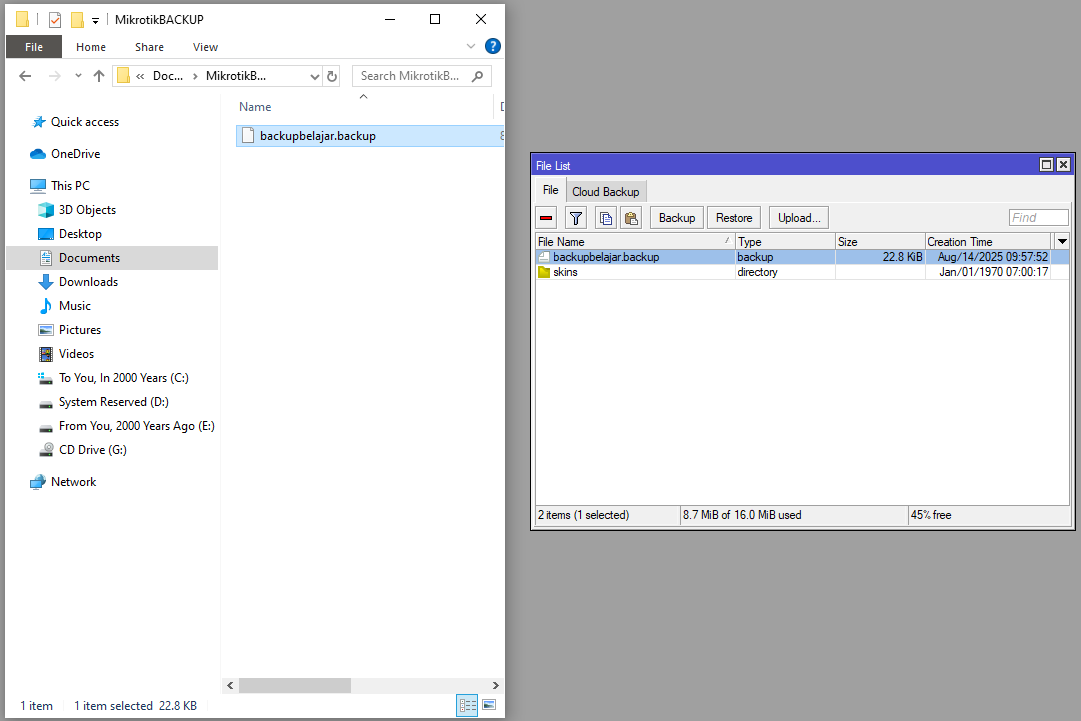 MikrotikBACKUP
File Home Share View
« Doc... > MikrotikB... Search MikrotikB...
Quick access
OneDrive
This PC
3D Objects
Desktop
Documents
Downloads
Music
Pictures
Videos
To You, In 2000 Years (C:)
System Reserved (D:)
From You, 2000 Years Ago (E:)
CD Drive (G:)
Network
Name
backupbelajar.backup
1 item 1 item selected 22.8 KB
File List
File Cloud Backup
Backup Restore Upload... Find
File Name Type Size Creation Time
backupbelajar.backup backup 22.8 KiB Aug/14/2025 09:57:52
skins directory Jan/01/1970 07:00:17
2 items (1 selected) 8.7 MiB of 16.0 MiB used 45% free